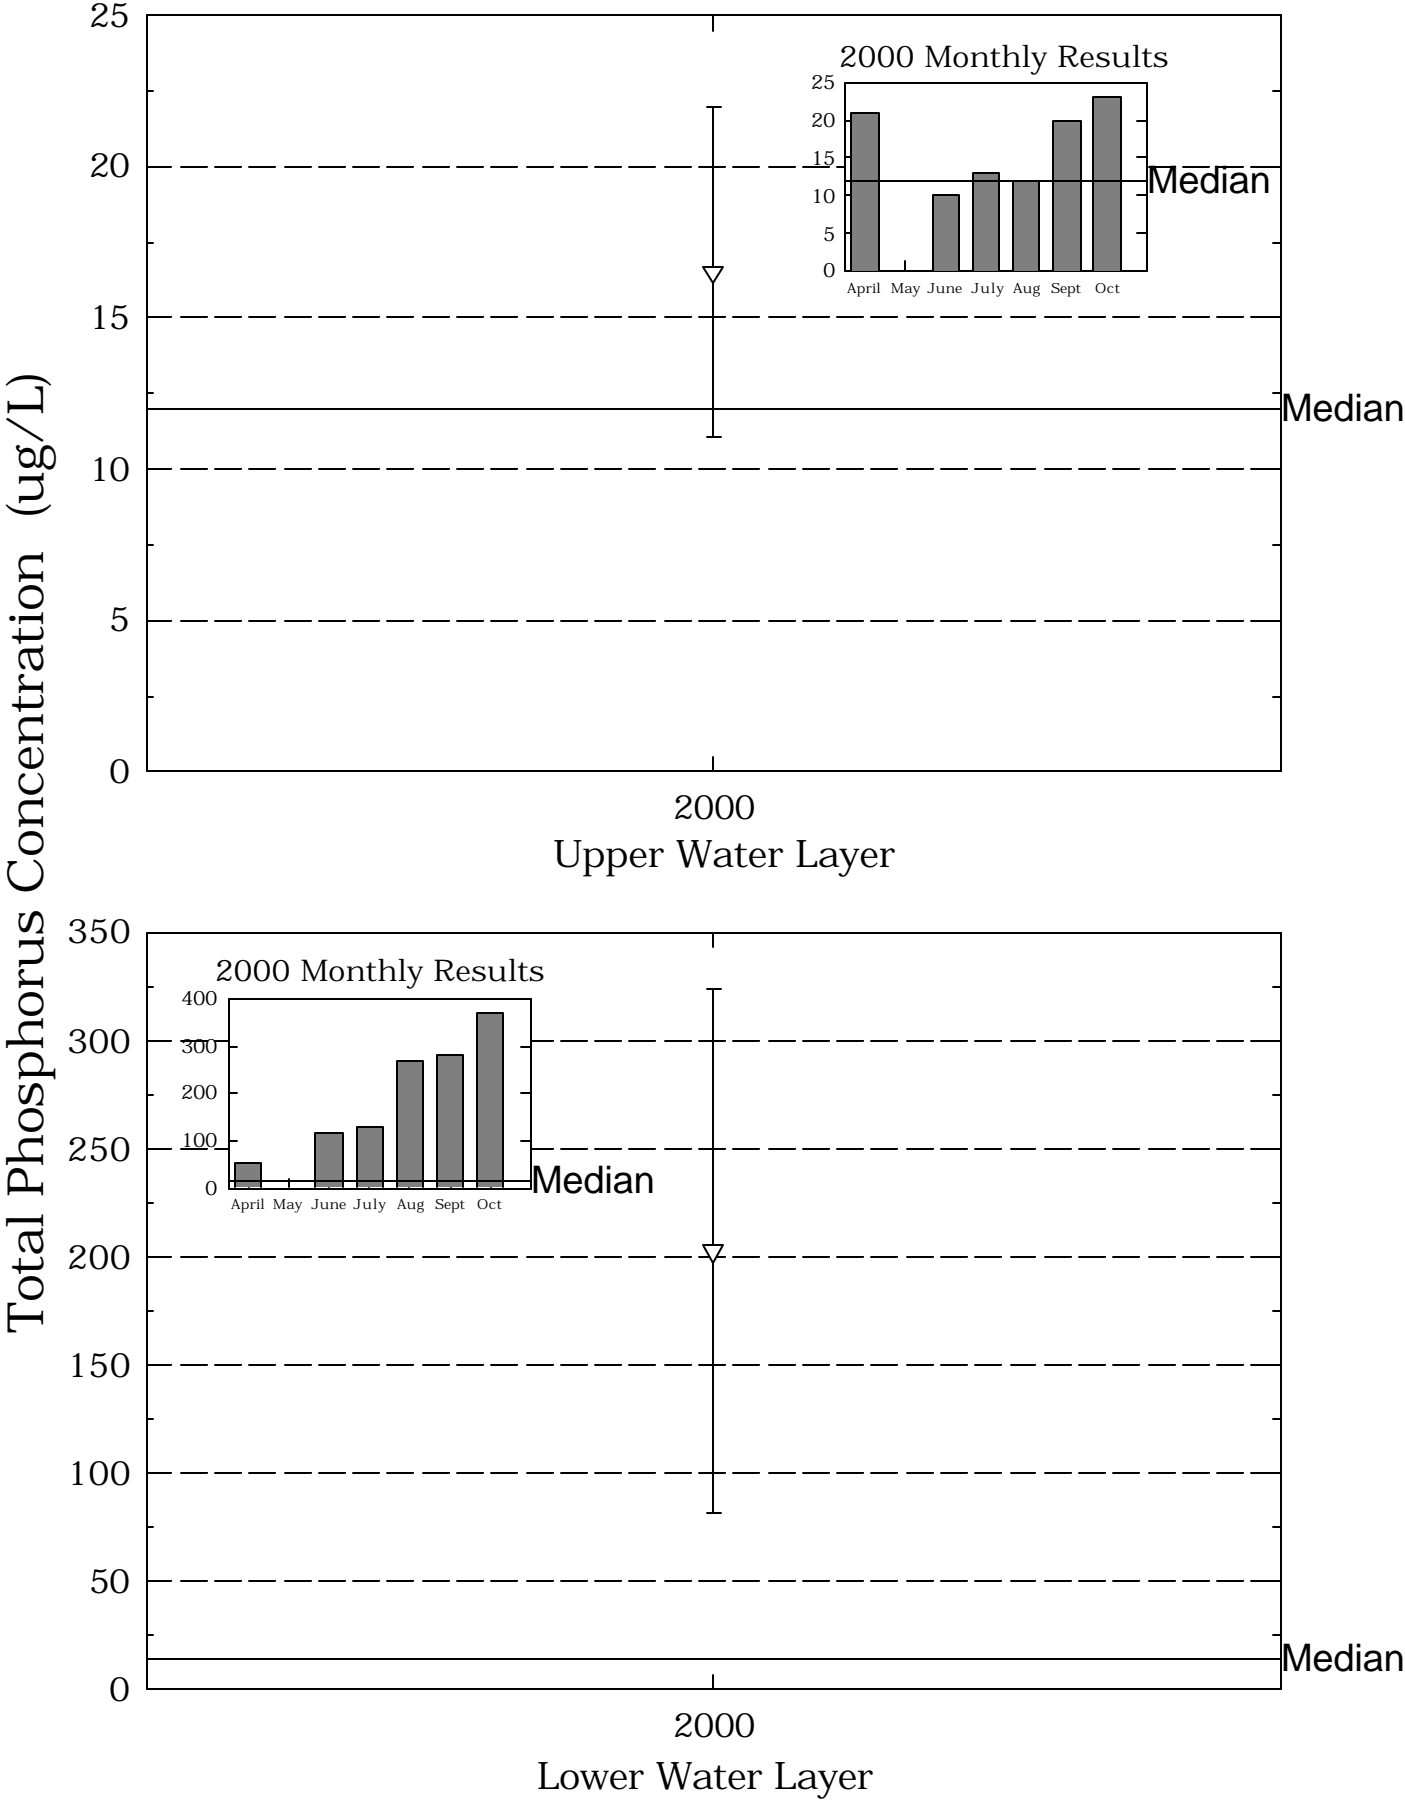 Total Phosphorus Concentration (ug/L)
25
20
15
10
5
0
2000 Monthly Results
25
20
15
10
5
0
Median
April May June July Aug Sept Oct
Median
2000
Upper Water Layer
350
300
250
200
150
100
50
0
2000 Monthly Results
400
300
200
100
0
Median
April May June July Aug Sept Oct
Median
2000
Lower Water Layer